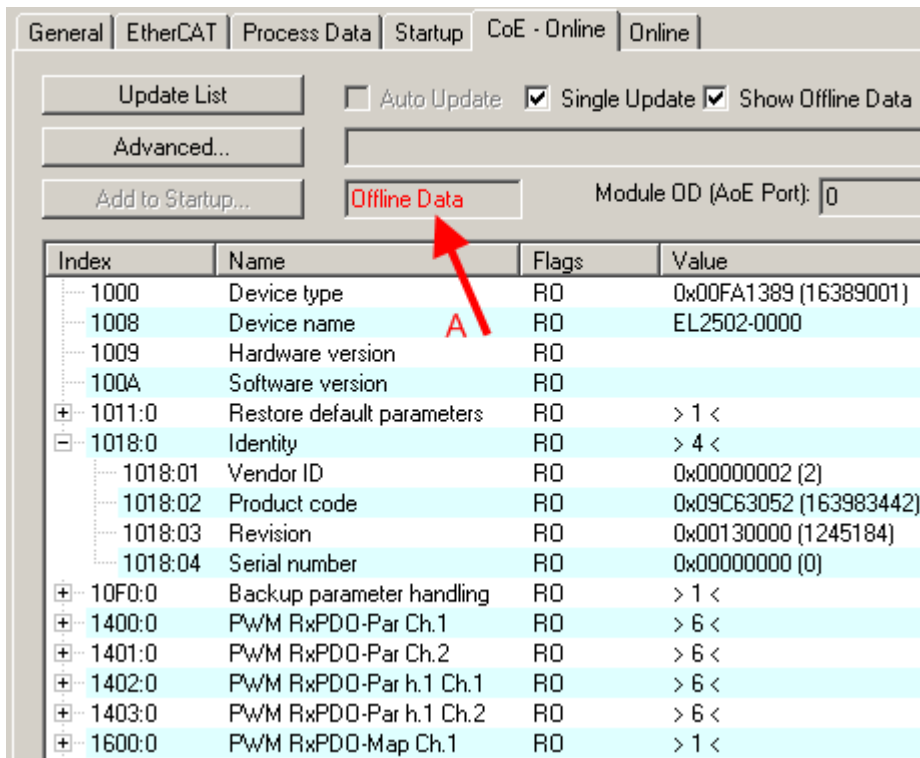 General EtherCAT Process Data Startup CoE - Online Online
Update List Auto Update Single Update Show Offline Data
Advanced...
Add to Startup... Offline Data Module OD (AoE Port): 0
Index Name Flags Value
1000 Device type RO 0x00FA1389 (16389001)
1008 Device name RO EL2502-0000
A
1009 Hardware version RO
100A Software version RO
1011:0 Restore default parameters RO > 1 <
1018:0 Identity RO > 4 <
1018:01 Vendor ID RO 0x00000002 (2)
1018:02 Product code RO 0x09C63052 (163983442)
1018:03 Revision RO 0x00130000 (1245184)
1018:04 Serial number RO 0x00000000 (0)
10F0:0 Backup parameter handling RO > 1 <
1400:0 PWM RxPDO-Par Ch.1 RO > 6 <
1401:0 PWM RxPDO-Par Ch.2 RO > 6 <
1402:0 PWM RxPDO-Par h.1 Ch.1 RO > 6 <
1403:0 PWM RxPDO-Par h.1 Ch.2 RO > 6 <
1600:0 PWM RxPDO-Map Ch.1 RO > 1 <